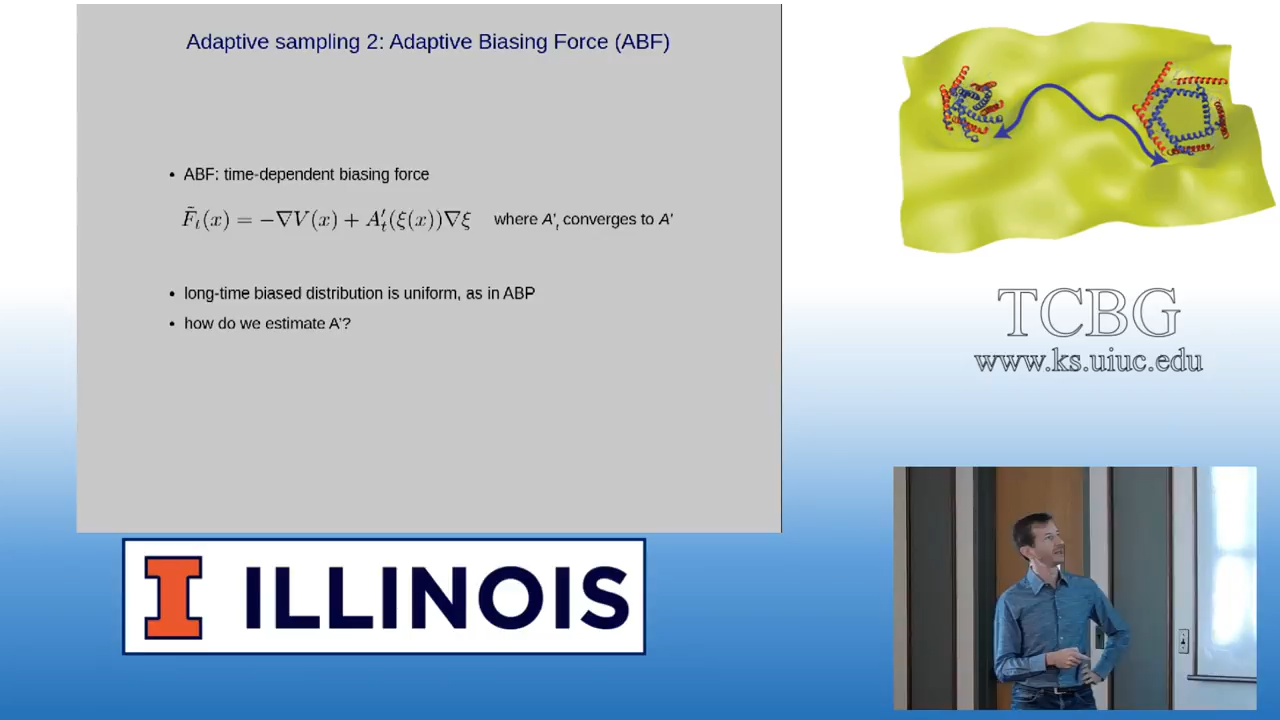 Adaptive sampling 2: Adaptive Biasing Force (ABF)
• ABF: time-dependent biasing force
F̃ₜ(x) = −∇V(x) + A′ₜ(ξ(x))∇ξ where A'ₜ converges to A'
• long-time biased distribution is uniform, as in ABP
• how do we estimate A'?
TCBG
www.ks.uiuc.edu
I ILLINOIS